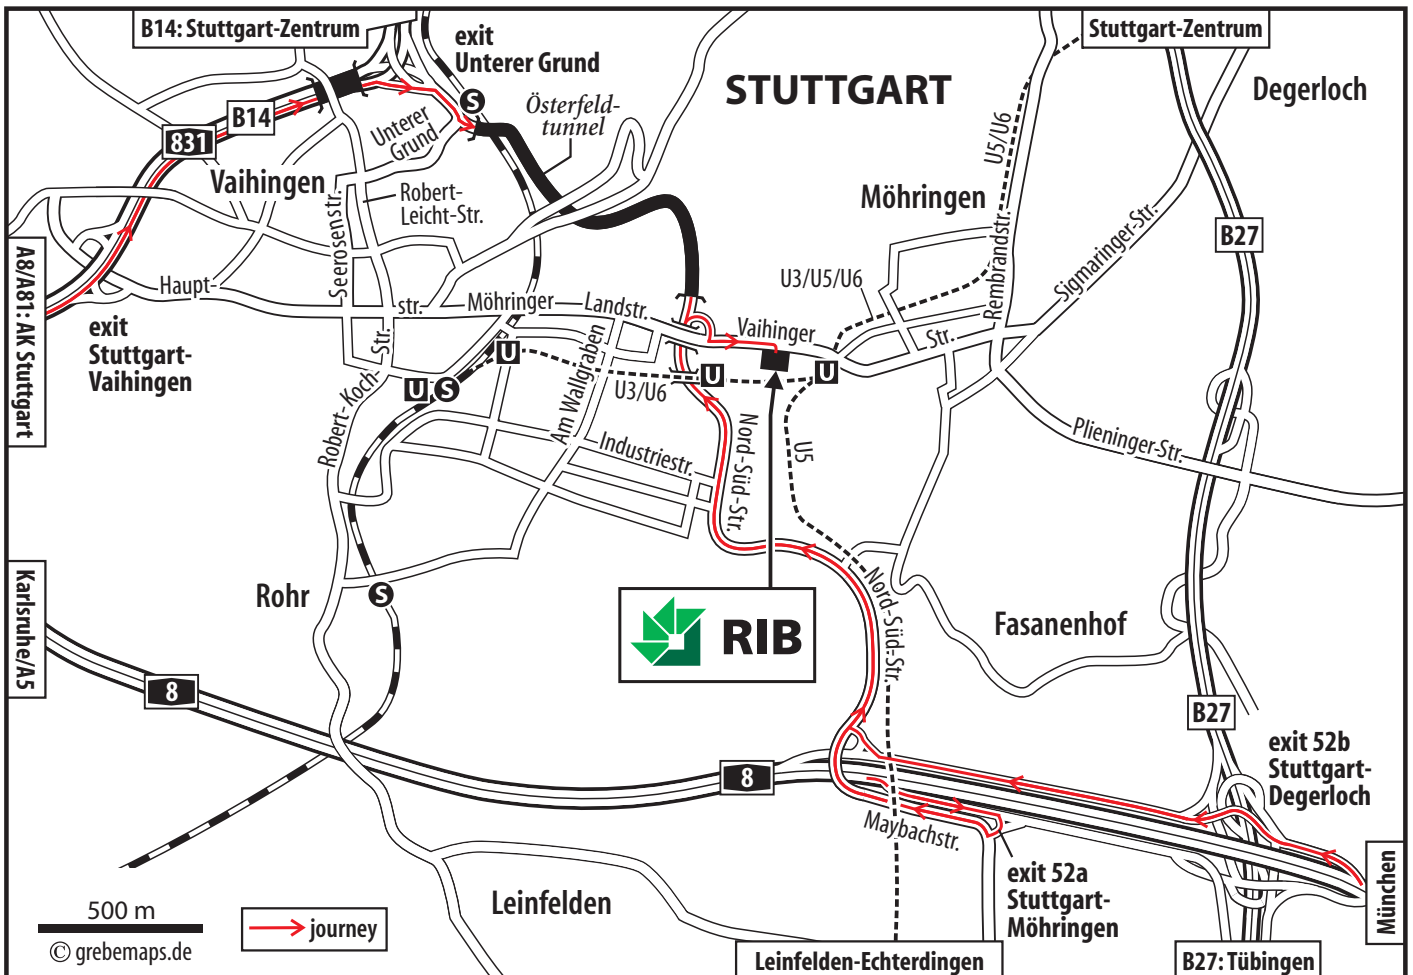 B14: Stuttgart-Zentrum
exit
Unterer Grund
STUTTGART
Stuttgart-Zentrum
Degerloch
S
Österfeld-
tunnel
B14
831
Unterer
Grund
U5/U6
Vaihingen
Robert-
Leicht-Str.
Seerosenstr.
Möhringen
B27
Sigmaringer-Str.
Rembrandtstr.
A8/A81: AK Stuttgart
Haupt-
str.
Möhringer
Landstr.
U3/U5/U6
Vaihinger
Str.
exit
Stuttgart-
Vaihingen
Robert-Koch-
Str.
U
U
S
U3/U6
U
U
Am Wallgraben
Industriestr.
Nord-Süd-Str.
U5
Plieninger-Str.
Karlsruhe/A5
Rohr
S
RIB
Nord-Süd-Str.
Fasanenhof
8
8
B27
exit 52b
Stuttgart-
Degerloch
Maybachstr.
exit 52a
Stuttgart-
Möhringen
München
Leinfelden
500 m
© grebemaps.de
journey
Leinfelden-Echterdingen
B27: Tübingen